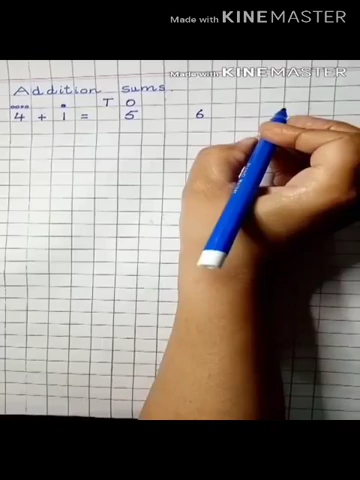 Made with KINEMASTER
Made with KINEMASTER
Addition sums.
T O
4 + 1 = 5 6